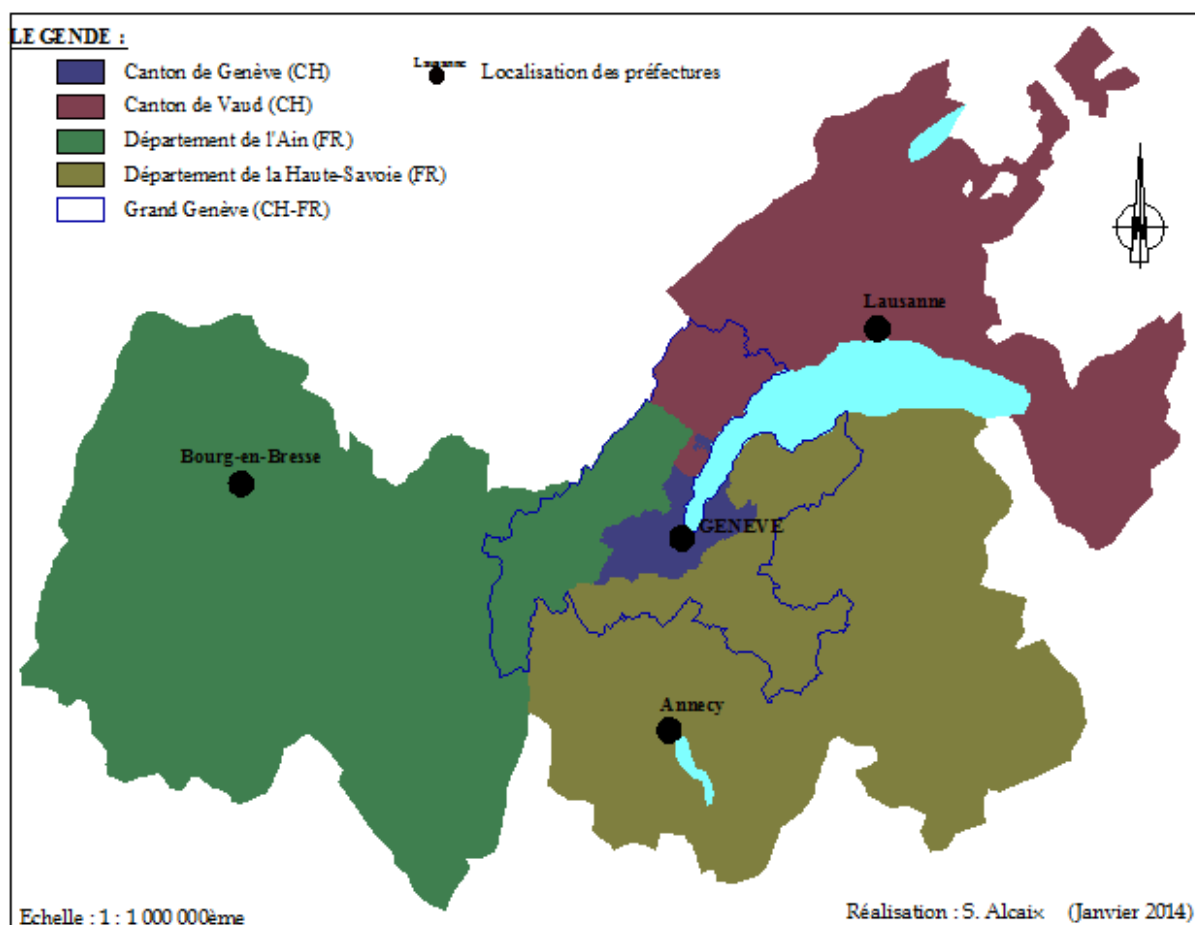 LEGENDE :
Canton de Genève (CH)
Lausanne
Localisation des préfectures
Canton de Vaud (CH)
Département de l'Ain (FR)
Département de la Haute-Savoie (FR)
Grand Genève (CH-FR)
N
Lausanne
Bourg-en-Bresse
GENEVE
Annecy
Echelle : 1 : 1 000 000ème
Réalisation : S. Alcaix (Janvier 2014)